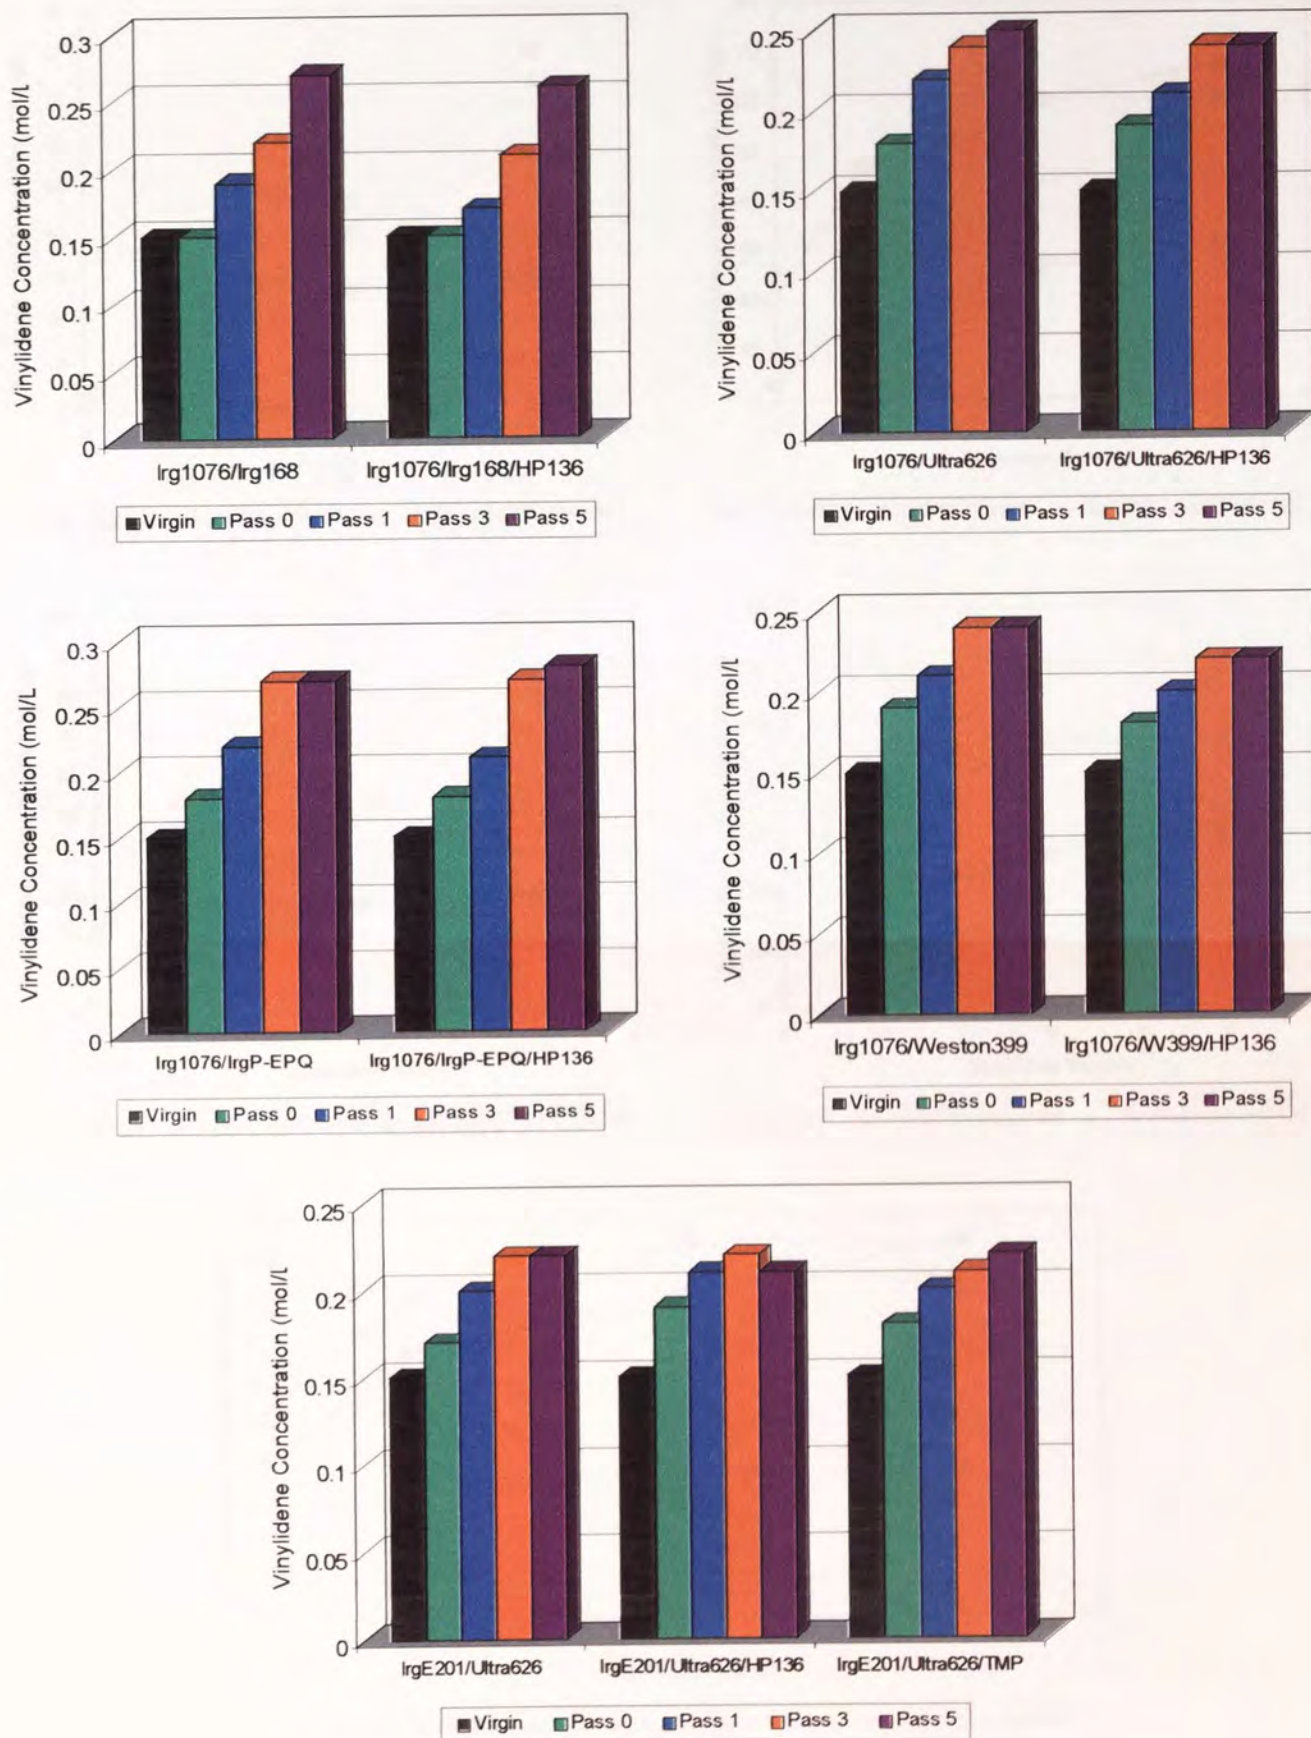 Vinylidene Concentration (mol/L
0.3
0.25
0.2
0.15
0.1
0.05
0
Irg1076/Irg168
Irg1076/Irg168/HP136
Virgin Pass 0 Pass 1 Pass 3 Pass 5
Vinylidene Concentration (mol/L
0.25
0.2
0.15
0.1
0.05
0
Irg1076/Ultra626
Irg1076/Ultra626/HP136
Virgin Pass 0 Pass 1 Pass 3 Pass 5
Vinylidene Concentration (mol/L
0.3
0.25
0.2
0.15
0.1
0.05
0
Irg1076/IrgP-EPQ
Irg1076/IrgP-EPQ/HP136
Virgin Pass 0 Pass 1 Pass 3 Pass 5
Vinylidene Concentration (mol/L
0.25
0.2
0.15
0.1
0.05
0
Irg1076/Weston399
Irg1076/W399/HP136
Virgin Pass 0 Pass 1 Pass 3 Pass 5
Vinylidene Concentration (mol/L
0.25
0.2
0.15
0.1
0.05
0
IrgE201/Ultra626
IrgE201/Ultra626/HP136
IrgE201/Ultra626/TMP
Virgin Pass 0 Pass 1 Pass 3 Pass 5